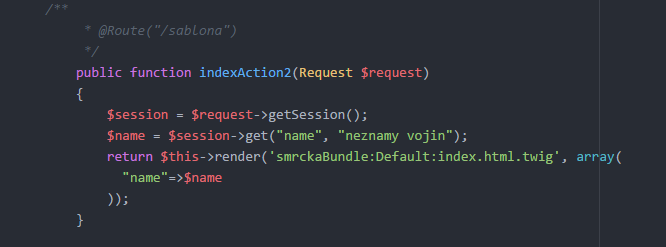 /**
* @Route("/sablona")
*/
public function indexAction2(Request $request)
{
$session = $request->getSession();
$name = $session->get("name", "neznamy vojin");
return $this->render('smrckaBundle:Default:index.html.twig', array(
"name"=>$name
));
}